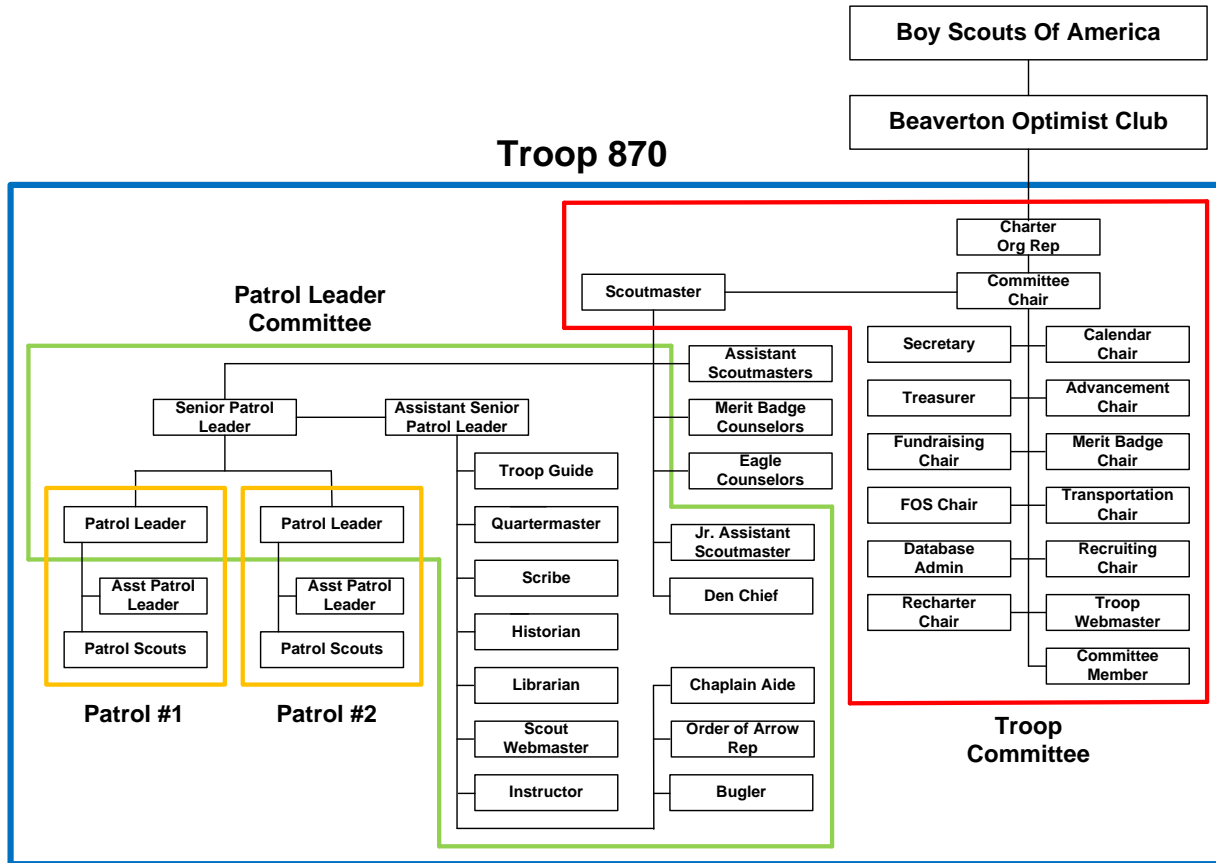 Boy Scouts Of America
Beaverton Optimist Club
Troop 870
Charter
Org Rep
Scoutmaster
Committee
Chair
Patrol Leader
Committee
Secretary
Calendar
Chair
Assistant
Scoutmasters
Treasurer
Advancement
Chair
Senior Patrol
Leader
Assistant Senior
Patrol Leader
Merit Badge
Counselors
Fundraising
Chair
Merit Badge
Chair
Troop Guide
Eagle
Counselors
FOS Chair
Transportation
Chair
Patrol Leader
Patrol Leader
Quartermaster
Jr. Assistant
Scoutmaster
Database
Admin
Recruiting
Chair
Asst Patrol
Leader
Asst Patrol
Leader
Scribe
Den Chief
Recharter
Chair
Troop
Webmaster
Patrol Scouts
Patrol Scouts
Historian
Committee
Member
Patrol #1
Patrol #2
Librarian
Chaplain Aide
Troop
Committee
Scout
Webmaster
Order of Arrow
Rep
Instructor
Bugler